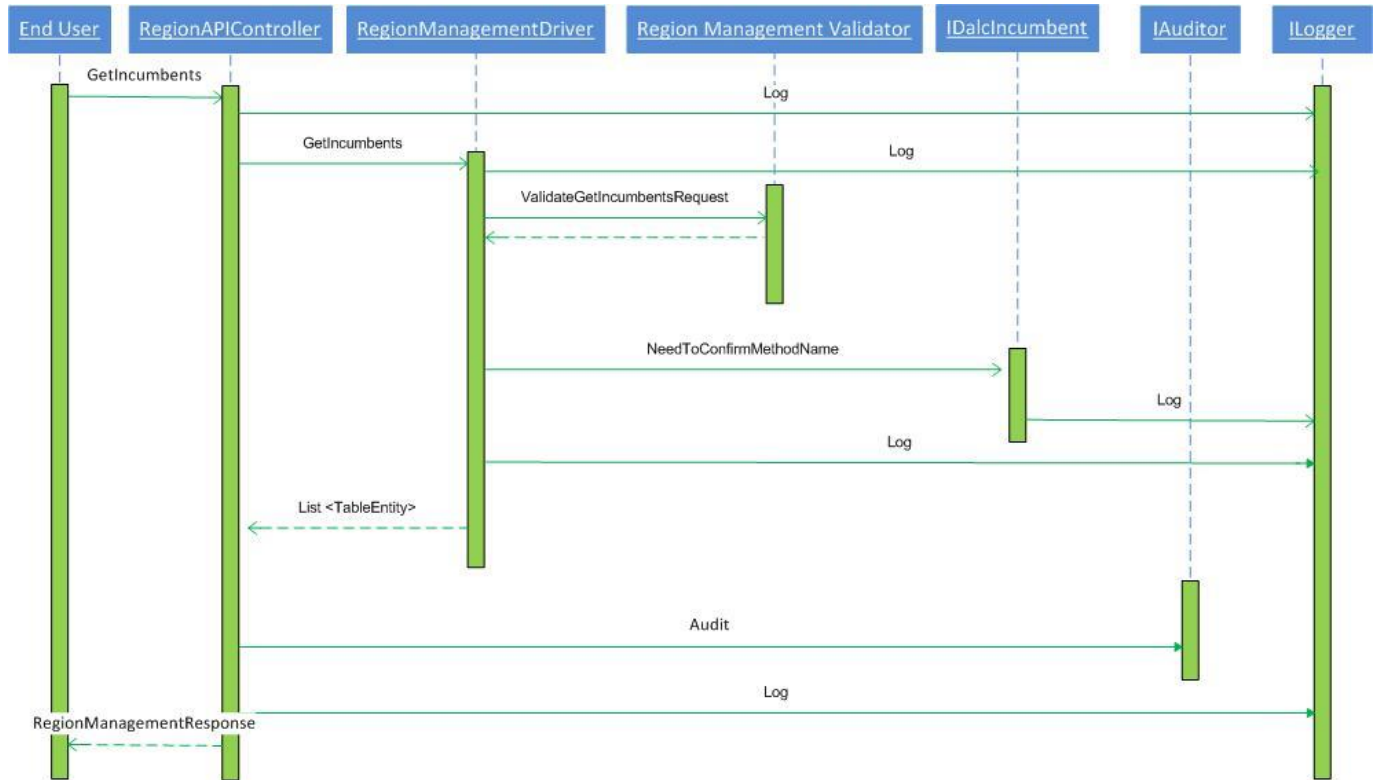 End User
RegionAPIController
RegionManagementDriver
Region Management Validator
IDalcIncumbent
IAuditor
ILogger
GetIncumbents
Log
GetIncumbents
Log
ValidateGetIncumbentsRequest
NeedToConfirmMethodName
Log
Log
List <TableEntity>
Audit
Log
RegionManagementResponse